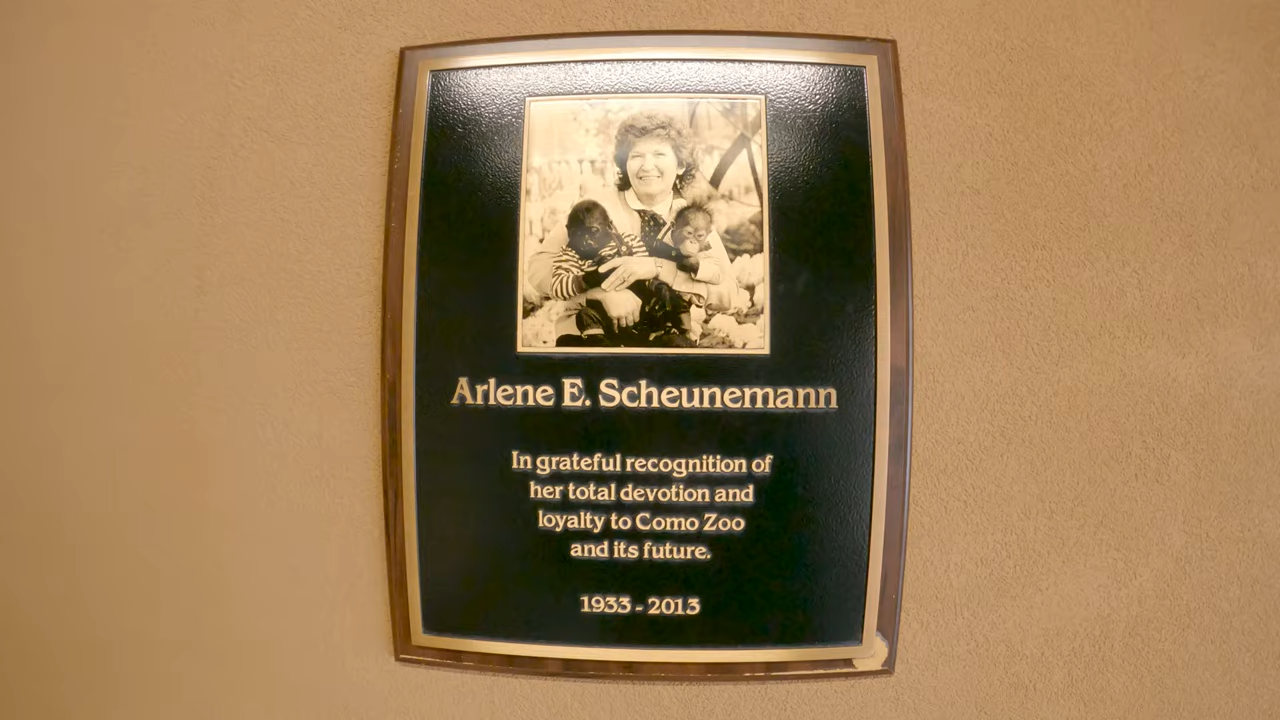 Arlene E. Scheunemann
In grateful recognition of
her total devotion and
loyalty to Como Zoo
and its future.
1933 - 2013